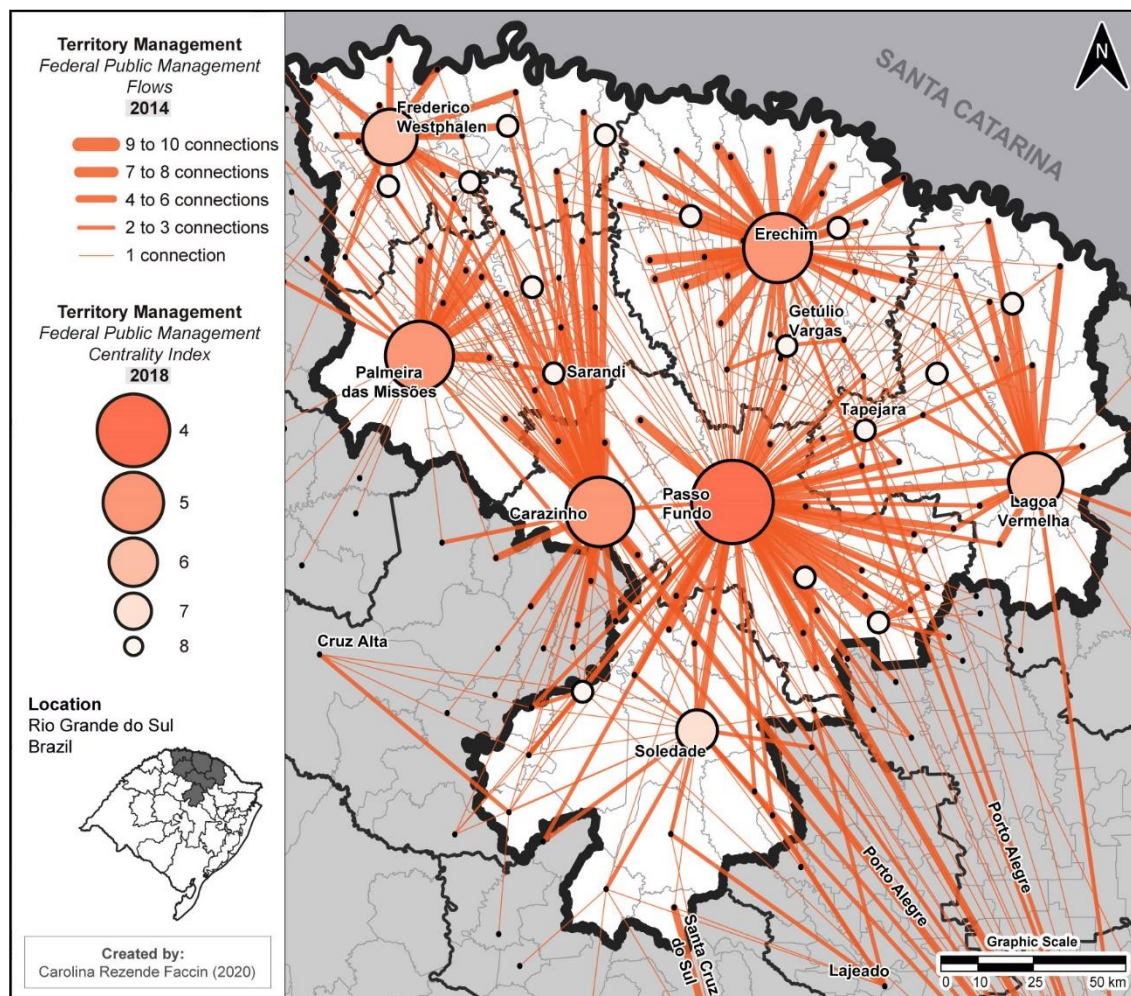 Territory Management
Federal Public Management
Flows
2014
9 to 10 connections
7 to 8 connections
4 to 6 connections
2 to 3 connections
1 connection
Territory Management
Federal Public Management
Centrality Index
2018
4
5
6
7
8
Location
Rio Grande do Sul
Brazil
Created by:
Carolina Rezende Faccin (2020)
N
SANTA CATARINA
Frederico
Westphalen
Erechim
Getúlio
Vargas
Palmeira
das Missões
Sarandi
Tapejara
Carazinho
Passo
Fundo
Lagoa
Vermelha
Cruz Alta
Soledade
Porto Alegre
Porto Alegre
Santa Cruz
do Sul
Lajeado
Graphic Scale
0 10 25 50 km